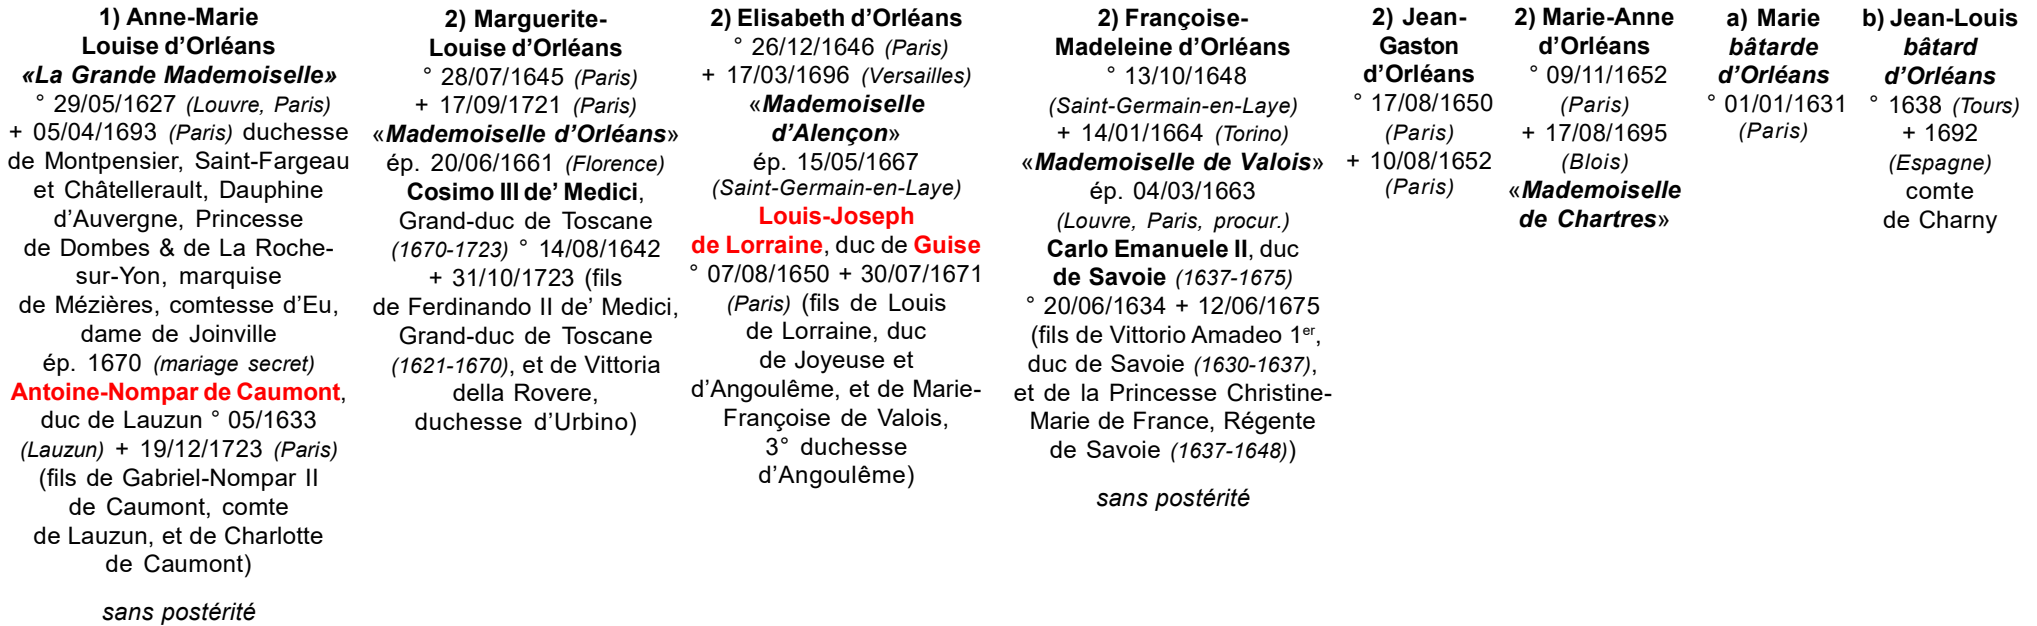 1) Anne-Marie
Louise d’Orléans
«La Grande Mademoiselle»
° 29/05/1627 (Louvre, Paris)
+ 05/04/1693 (Paris) duchesse
de Montpensier, Saint-Fargeau
et Châtellerault, Dauphine
d’Auvergne, Princesse
de Dombes & de La Roche-
sur-Yon, marquise
de Mézières, comtesse d’Eu,
dame de Joinville
ép. 1670 (mariage secret)
Antoine-Nompar de Caumont,
duc de Lauzun ° 05/1633
(Lauzun) + 19/12/1723 (Paris)
(fils de Gabriel-Nompar II
de Caumont, comte
de Lauzun, et de Charlotte
de Caumont)
sans postérité
2) Marguerite-
Louise d’Orléans
° 28/07/1645 (Paris)
+ 17/09/1721 (Paris)
«Mademoiselle d’Orléans»
ép. 20/06/1661 (Florence)
Cosimo III de’ Medici,
Grand-duc de Toscane
(1670-1723) ° 14/08/1642
+ 31/10/1723 (fils
de Ferdinando II de’ Medici,
Grand-duc de Toscane
(1621-1670), et de Vittoria
della Rovere,
duchesse d’Urbino)
2) Elisabeth d’Orléans
° 26/12/1646 (Paris)
+ 17/03/1696 (Versailles)
«Mademoiselle
d’Alençon»
ép. 15/05/1667
(Saint-Germain-en-Laye)
Louis-Joseph
de Lorraine, duc de Guise
° 07/08/1650 + 30/07/1671
(Paris) (fils de Louis
de Lorraine, duc
de Joyeuse et
d’Angoulême, et de Marie-
Françoise de Valois,
3° duchesse
d’Angoulême)
2) Françoise-
Madeleine d’Orléans
° 13/10/1648
(Saint-Germain-en-Laye)
+ 14/01/1664 (Torino)
«Mademoiselle de Valois»
ép. 04/03/1663
(Louvre, Paris, procur.)
Carlo Emanuele II, duc
de Savoie (1637-1675)
° 20/06/1634 + 12/06/1675
(fils de Vittorio Amadeo 1er,
duc de Savoie (1630-1637),
et de la Princesse Christine-
Marie de France, Régente
de Savoie (1637-1648))
sans postérité
2) Jean-
Gaston
d’Orléans
° 17/08/1650
(Paris)
+ 10/08/1652
(Paris)
2) Marie-Anne
d’Orléans
° 09/11/1652
(Paris)
+ 17/08/1695
(Blois)
«Mademoiselle
de Chartres»
a) Marie
bâtarde
d’Orléans
° 01/01/1631
(Paris)
b) Jean-Louis
bâtard
d’Orléans
° 1638 (Tours)
+ 1692
(Espagne)
comte
de Charny